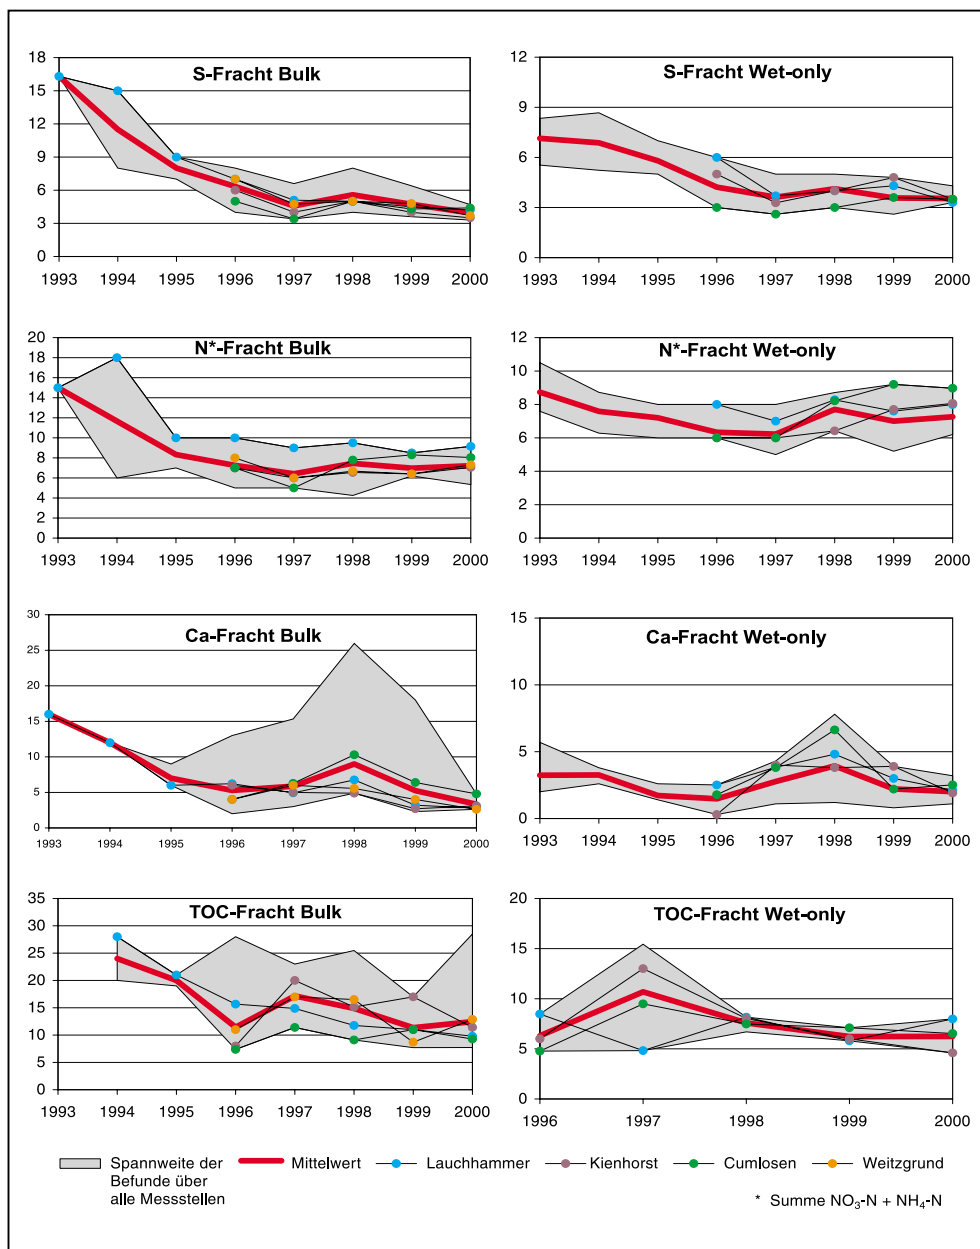 S-Fracht Bulk
18
15
12
9
6
3
0
1993 1994 1995 1996 1997 1998 1999 2000
S-Fracht Wet-only
12
9
6
3
0
1993 1994 1995 1996 1997 1998 1999 2000
N*-Fracht Bulk
20
18
16
14
12
10
8
6
4
2
0
1993 1994 1995 1996 1997 1998 1999 2000
N*-Fracht Wet-only
12
10
8
6
4
2
0
1993 1994 1995 1996 1997 1998 1999 2000
Ca-Fracht Bulk
30
25
20
15
10
5
0
1993 1994 1995 1996 1997 1998 1999 2000
Ca-Fracht Wet-only
15
10
5
0
1993 1994 1995 1996 1997 1998 1999 2000
TOC-Fracht Bulk
35
30
25
20
15
10
5
0
1993 1994 1995 1996 1997 1998 1999 2000
TOC-Fracht Wet-only
20
15
10
5
0
1996 1997 1998 1999 2000
Spannweite der
Befunde über
alle Messstellen
Mittelwert
Lauchhammer
Kienhorst
Cumlosen
Weitzgrund
* Summe NO₃-N + NH₄-N